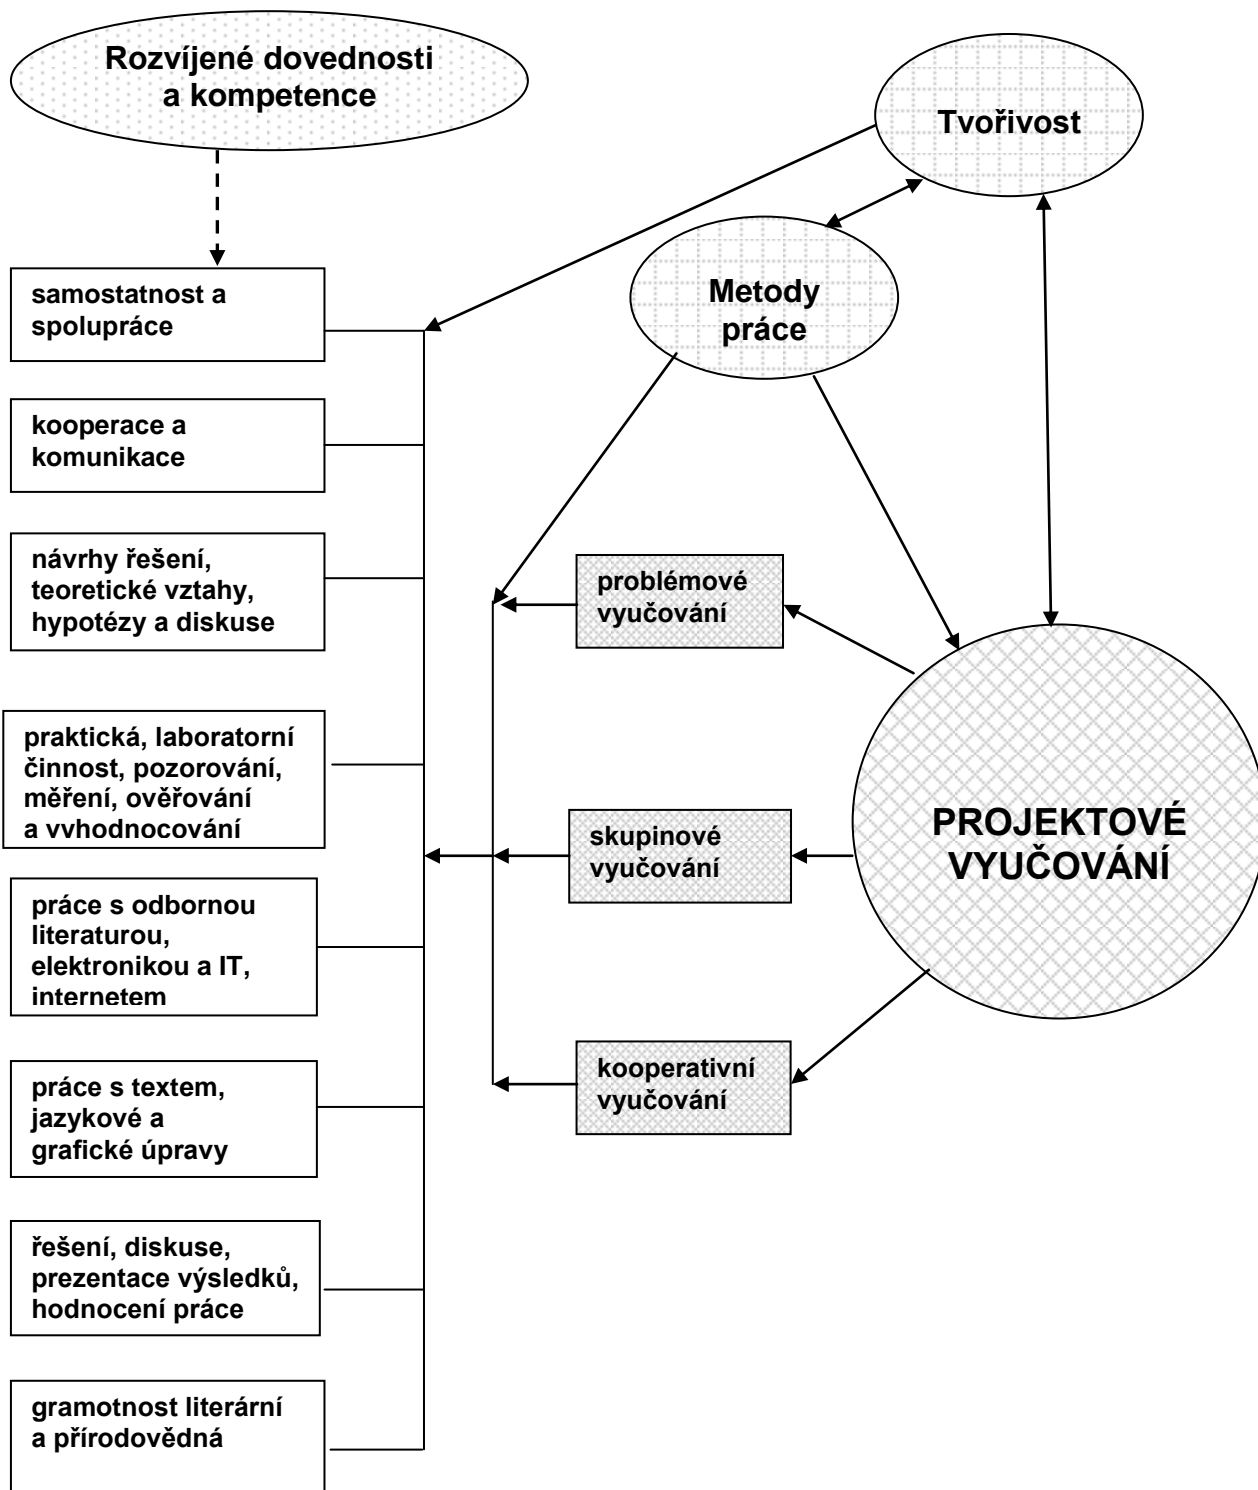 Rozvíjené dovednosti
a kompetence
Tvořivost
Metody
práce
samostatnost a
spolupráce
kooperace a
komunikace
návrhy řešení,
teoretické vztahy,
hypotézy a diskuse
praktická, laboratorní
činnost, pozorování,
měření, ověřování
a vyhodnocování
práce s odbornou
literaturou,
elektronikou a IT,
internetem
práce s textem,
jazykové a
grafické úpravy
řešení, diskuse,
prezentace výsledků,
hodnocení práce
gramotnost literární
a přírodovědná
problémové
vyučování
skupinové
vyučování
kooperativní
vyučování
PROJEKTOVÉ
VYUČOVÁNÍ